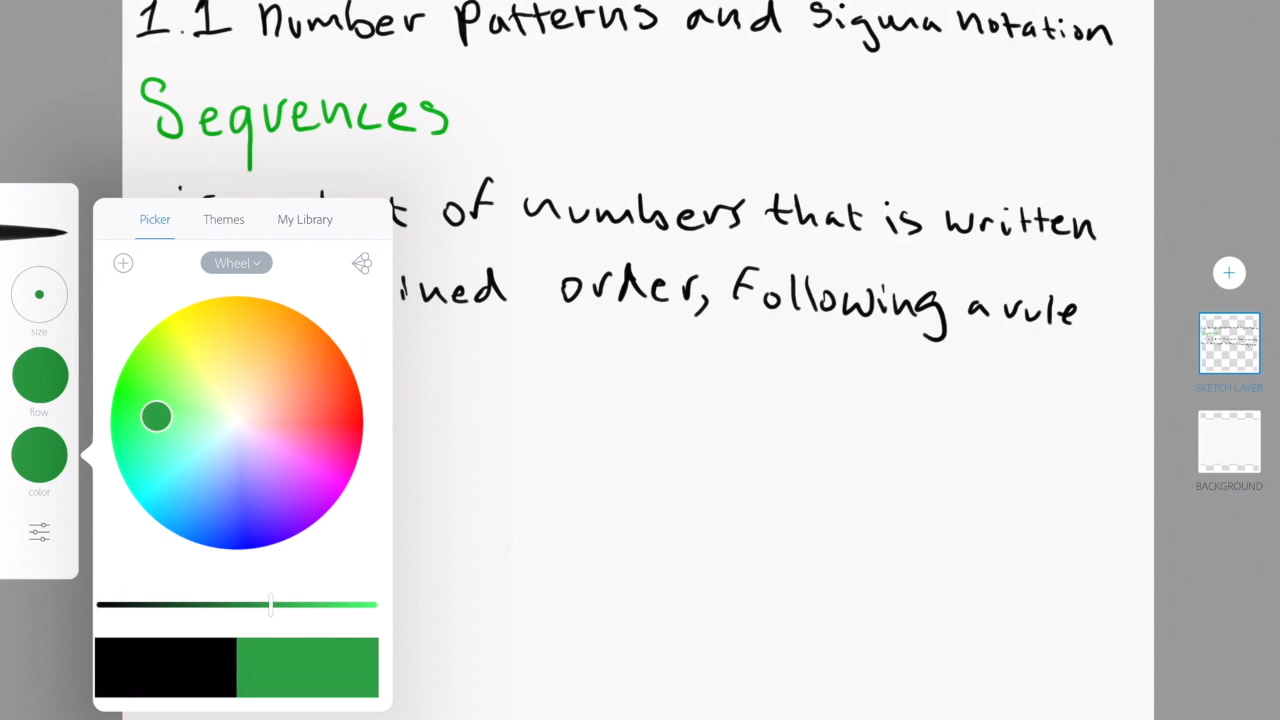 1.1 Number Patterns and Sigma notation
Sequences
of numbers that is written
order, Following a rule
Picker Themes My Library
Wheel
size
flow
color
SKETCH LAYER
BACKGROUND